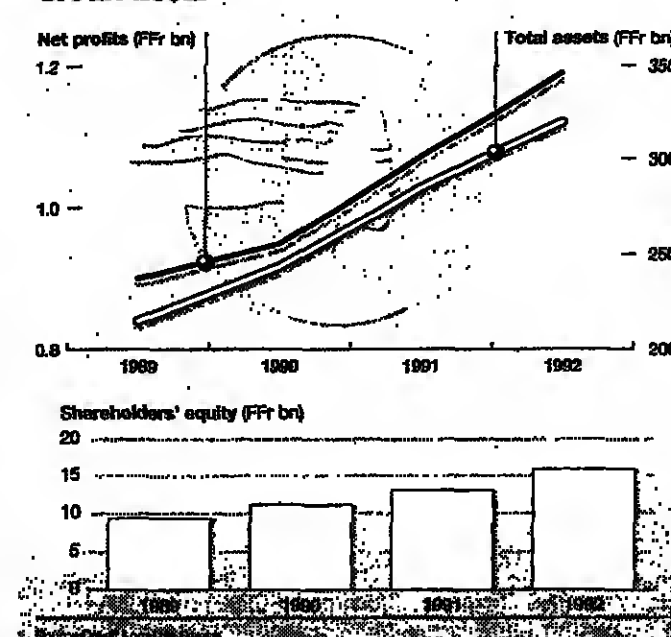 Net profits (FFr bn)
Total assets (FFr bn)
1.2
350
300
1.0
250
0.8
200
1989 1990 1991 1992
Shareholders' equity (FFr bn)
20
15
10
5
0
1989 1990 1991 1992